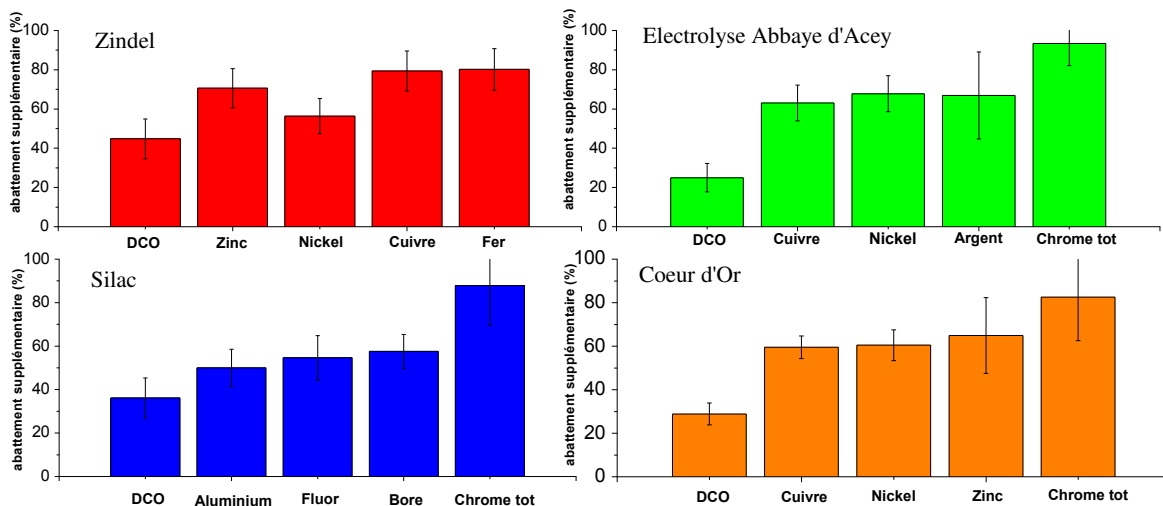 Zindel
abattement supplémentaire (%)
100
80
60
40
20
0
DCO Zinc Nickel Cuivre Fer
Electrolyse Abbaye d'Acey
abattement supplémentaire (%)
100
80
60
40
20
0
DCO Cuivre Nickel Argent Chrome tot
Silac
abattement supplémentaire (%)
100
80
60
40
20
0
DCO Aluminium Fluor Bore Chrome tot
Coeur d'Or
abattement supplémentaire (%)
100
80
60
40
20
0
DCO Cuivre Nickel Zinc Chrome tot